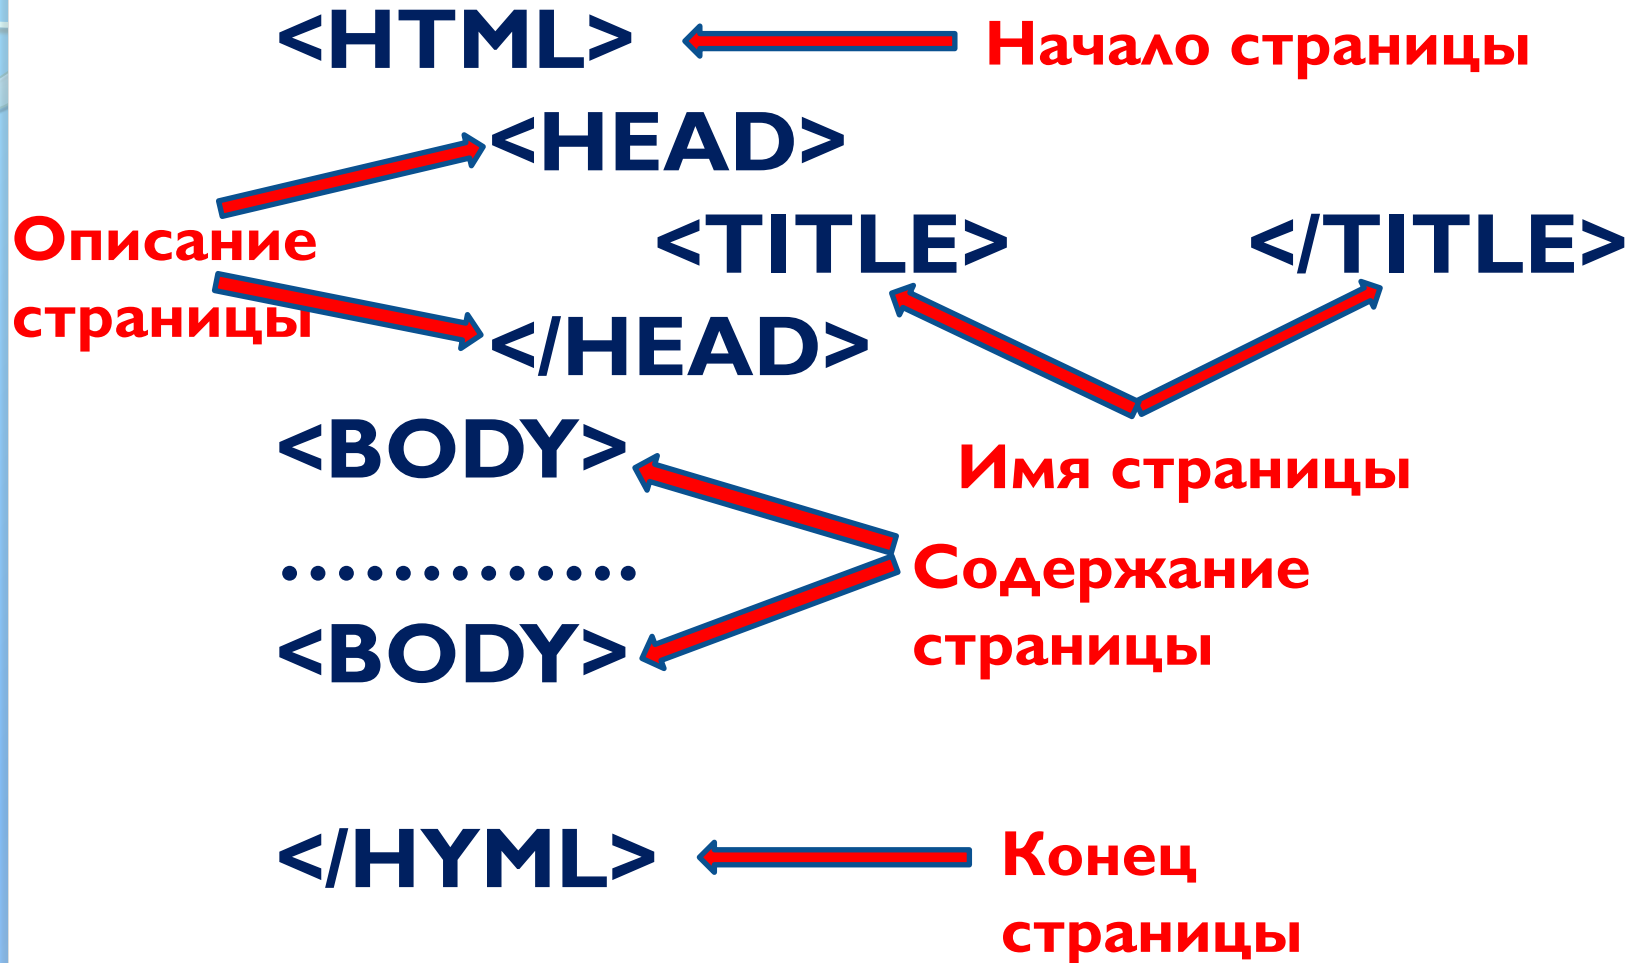 <HTML> Начало страницы
<HEAD>
Описание
страницы
<TITLE> </TITLE>
</HEAD>
Имя страницы
<BODY>
.............
<BODY>
Содержание
страницы
</HYML> Конец
страницы